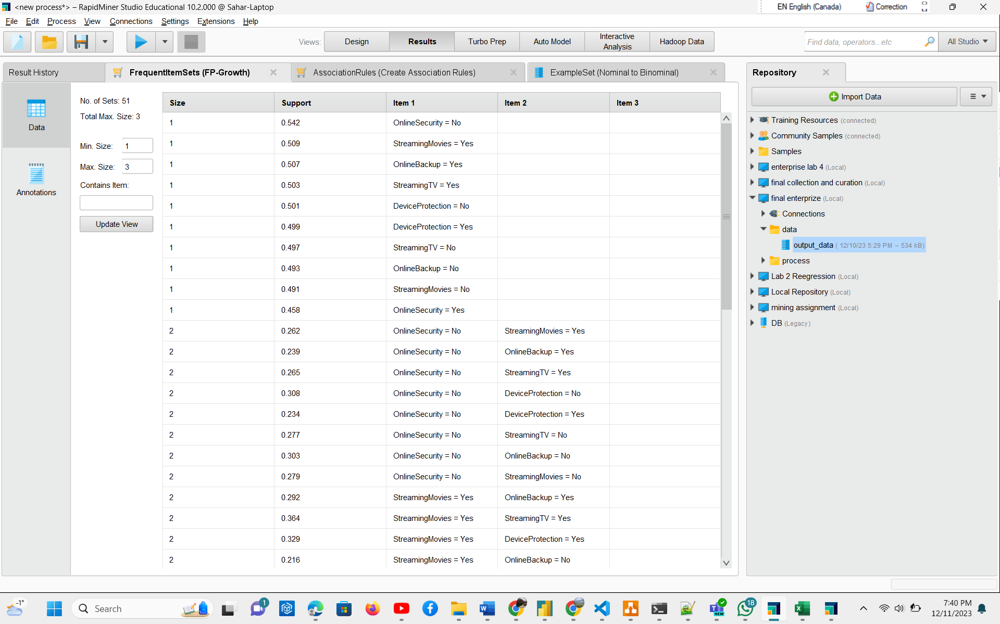 <new process*> – RapidMiner Studio Educational 10.2.000 @ Sahar-Laptop
EN English (Canada) Correction
File Edit Process View Connections Settings Extensions Help
Views: Design Results Turbo Prep Auto Model Interactive Analysis Hadoop Data
Find data, operators...etc All Studio
Result History FrequentItemSets (FP-Growth) AssociationRules (Create Association Rules) ExampleSet (Nominal to Binominal)
Data
Annotations
No. of Sets: 51
Total Max. Size: 3
Min. Size: 1
Max. Size: 3
Contains Item:
Update View
Size Support Item 1 Item 2 Item 3
1 0.542 OnlineSecurity = No
1 0.509 StreamingMovies = Yes
1 0.507 OnlineBackup = Yes
1 0.503 StreamingTV = Yes
1 0.501 DeviceProtection = No
1 0.499 DeviceProtection = Yes
1 0.497 StreamingTV = No
1 0.493 OnlineBackup = No
1 0.491 StreamingMovies = No
1 0.458 OnlineSecurity = Yes
2 0.262 OnlineSecurity = No StreamingMovies = Yes
2 0.239 OnlineSecurity = No OnlineBackup = Yes
2 0.265 OnlineSecurity = No StreamingTV = Yes
2 0.308 OnlineSecurity = No DeviceProtection = No
2 0.234 OnlineSecurity = No DeviceProtection = Yes
2 0.277 OnlineSecurity = No StreamingTV = No
2 0.303 OnlineSecurity = No OnlineBackup = No
2 0.279 OnlineSecurity = No StreamingMovies = No
2 0.292 StreamingMovies = Yes OnlineBackup = Yes
2 0.364 StreamingMovies = Yes StreamingTV = Yes
2 0.329 StreamingMovies = Yes DeviceProtection = Yes
2 0.216 StreamingMovies = Yes OnlineBackup = No
Repository
Import Data
Training Resources (connected)
Community Samples (connected)
Samples
enterprise lab 4 (Local)
final collection and curation (Local)
final enterprize (Local)
Connections
data
output_data ( 12/10/23 5:29 PM – 534 kB)
process
Lab 2 Reegression (Local)
Local Repository (Local)
mining assignment (Local)
DB (Legacy)
-1°
Search
1
NEW
18
7:40 PM
12/11/2023